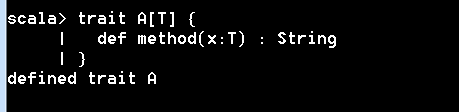 scala> trait A[T] {
     |   def method(x:T) : String
     | }
defined trait A